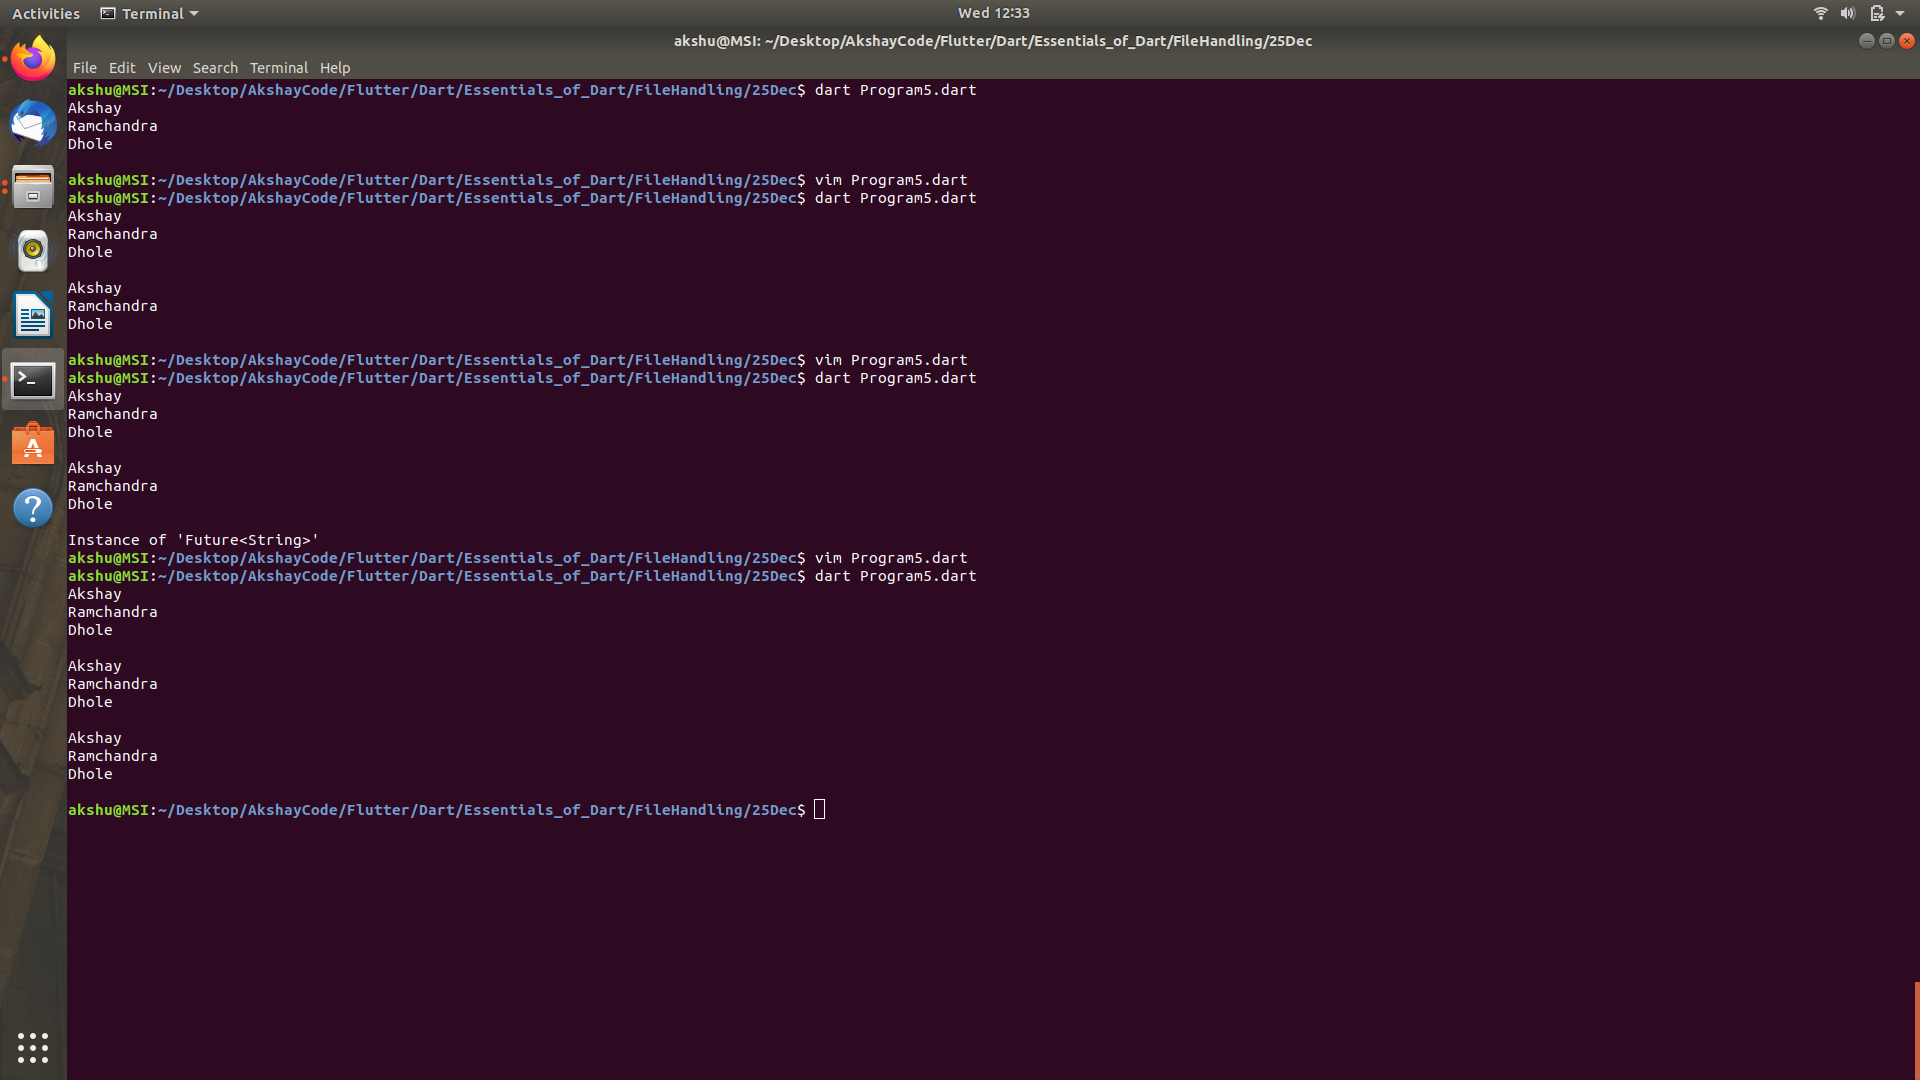 Activities Terminal Wed 12:33
akshu@MSI: ~/Desktop/AkshayCode/Flutter/Dart/Essentials_of_Dart/FileHandling/25Dec
File Edit View Search Terminal Help
akshu@MSI:~/Desktop/AkshayCode/Flutter/Dart/Essentials_of_Dart/FileHandling/25Dec$ dart Program5.dart
Akshay
Ramchandra
Dhole
akshu@MSI:~/Desktop/AkshayCode/Flutter/Dart/Essentials_of_Dart/FileHandling/25Dec$ vim Program5.dart
akshu@MSI:~/Desktop/AkshayCode/Flutter/Dart/Essentials_of_Dart/FileHandling/25Dec$ dart Program5.dart
Akshay
Ramchandra
Dhole
Akshay
Ramchandra
Dhole
akshu@MSI:~/Desktop/AkshayCode/Flutter/Dart/Essentials_of_Dart/FileHandling/25Dec$ vim Program5.dart
akshu@MSI:~/Desktop/AkshayCode/Flutter/Dart/Essentials_of_Dart/FileHandling/25Dec$ dart Program5.dart
Akshay
Ramchandra
Dhole
Akshay
Ramchandra
Dhole
Instance of 'Future<String>'
akshu@MSI:~/Desktop/AkshayCode/Flutter/Dart/Essentials_of_Dart/FileHandling/25Dec$ vim Program5.dart
akshu@MSI:~/Desktop/AkshayCode/Flutter/Dart/Essentials_of_Dart/FileHandling/25Dec$ dart Program5.dart
Akshay
Ramchandra
Dhole
Akshay
Ramchandra
Dhole
Akshay
Ramchandra
Dhole
akshu@MSI:~/Desktop/AkshayCode/Flutter/Dart/Essentials_of_Dart/FileHandling/25Dec$